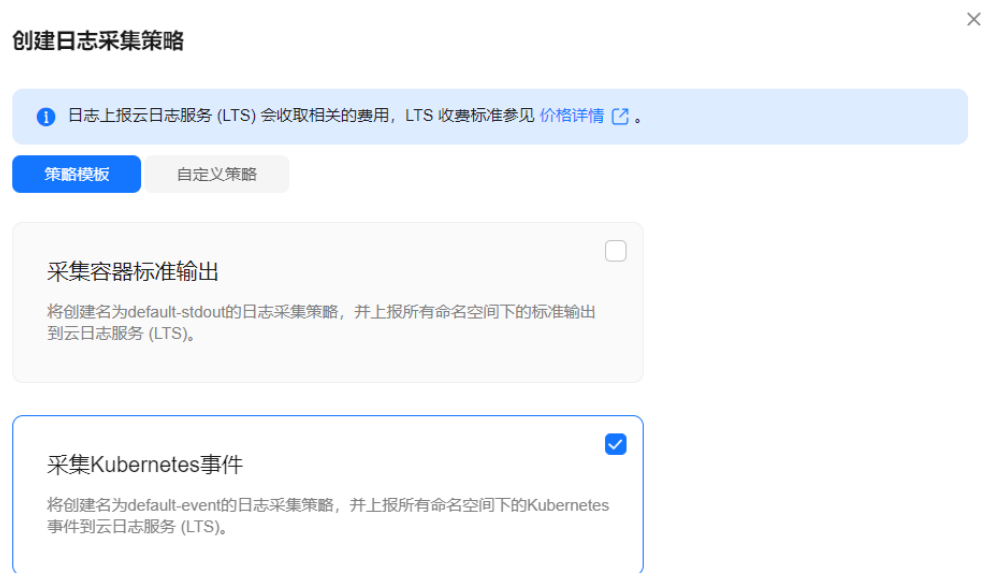 创建日志采集策略
日志上报云日志服务 (LTS) 会收取相关的费用，LTS 收费标准参见 价格详情 。
策略模板 自定义策略
采集容器标准输出
将创建名为default-stdout的日志采集策略，并上报所有命名空间下的标准输出
到云日志服务 (LTS)。
采集Kubernetes事件
将创建名为default-event的日志采集策略，并上报所有命名空间下的Kubernetes
事件到云日志服务 (LTS)。